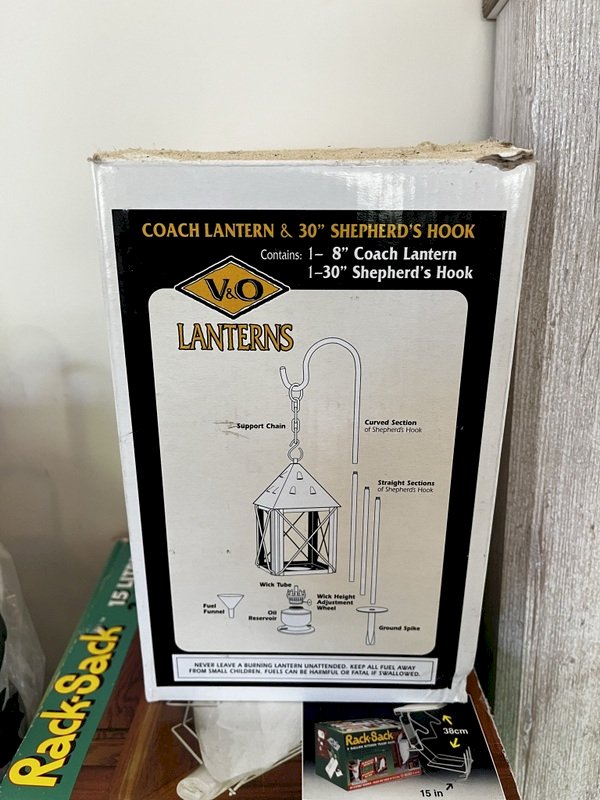 COACH LANTERN & 30” SHEPHERD'S HOOK
Contains: 1– 8” Coach Lantern
1–30” Shepherd's Hook
V&O
LANTERNS
Support Chain
Curved Section
of Shepherd's Hook
Straight Sections
of Shepherd's Hook
Wick Tube
Wick Height
Adjustment
Wheel
Fuel
Funnel
Oil
Reservoir
Ground Spike
NEVER LEAVE A BURNING LANTERN UNATTENDED. KEEP ALL FUEL AWAY
FROM SMALL CHILDREN. FUELS CAN BE HARMFUL OR FATAL IF SWALLOWED.
Rack-Sack
Rack-Sack
38cm
15 in